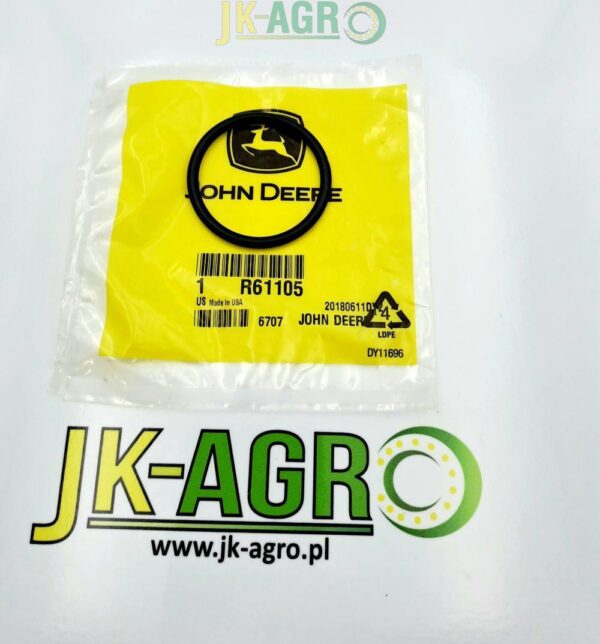 JK-AGRO
JOHN DEERE
1 R61105
US Made In USA
20180611DY
6707 JOHN DEERE
4
LDPE
DY11696
JK-AGRO
www.jk-agro.pl